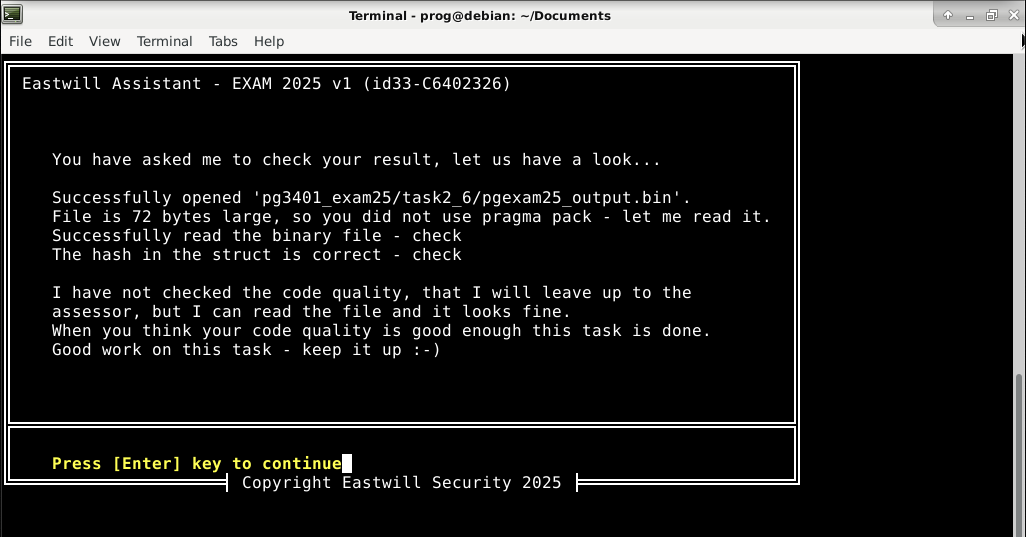 Terminal - prog@debian: ~/Documents
File Edit View Terminal Tabs Help
Eastwill Assistant - EXAM 2025 v1 (id33-C6402326)
You have asked me to check your result, let us have a look...
Successfully opened 'pg3401_exam25/task2_6/pgexam25_output.bin'.
File is 72 bytes large, so you did not use pragma pack - let me read it.
Successfully read the binary file - check
The hash in the struct is correct - check
I have not checked the code quality, that I will leave up to the
assessor, but I can read the file and it looks fine.
When you think your code quality is good enough this task is done.
Good work on this task - keep it up :-)
Press [Enter] key to continue
Copyright Eastwill Security 2025